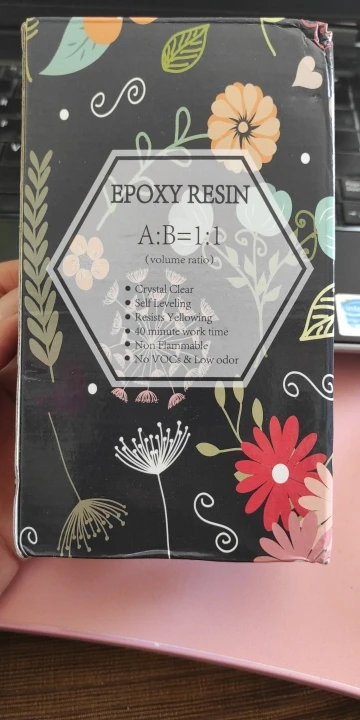 EPOXY RESIN
A:B=1:1
(volume ratio)
Crystal Clear
Self Leveling
Resists Yellowing
40 minute work time
Non Flammable
No VOCs & Low odor